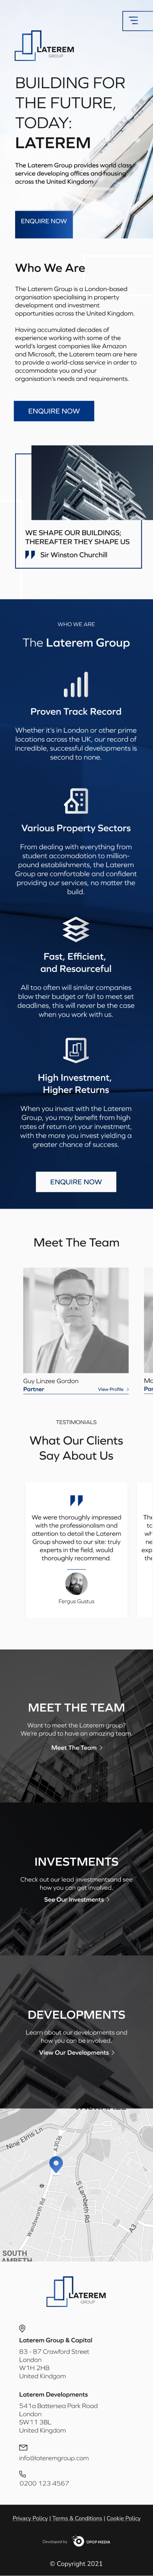 LATEREM
GROUP
BUILDING FOR
THE FUTURE,
TODAY:
LATEREM
The Laterem Group provides world class
service developing offices and housing
across the United Kingdom
ENQUIRE NOW
Who We Are
The Laterem Group is a London-based
organisation specialising in property
development and investment
opportunities across the United Kingdom.
Having accumulated decades of
experience working with some of the
world's largest companies like Amazon
and Microsoft, the Laterem team are here
to provide a world-class service in order to
accommodate you and your
organisation's needs and requirements.
ENQUIRE NOW
WE SHAPE OUR BUILDINGS;
THEREAFTER THEY SHAPE US
Sir Winston Churchill
WHO WE ARE
The Laterem Group
Proven Track Record
Whether it's in London or other prime
locations across the UK, our record of
incredible, successful developments is
second to none.
Various Property Sectors
From dealing with everything from
student accomodation to million-
pound establishments, the Laterem
Group are comfortable and confident
providing our services, no matter the
build.
Fast, Efficient,
and Resourceful
All too often will similar companies
blow their budget or fail to meet set
deadlines, this will never be the case
when you work with us.
High Investment,
Higher Returns
When you invest with the Laterem
Group, you may benefit from high
rates of return on your investment,
with the more you invest yielding a
greater chance of success.
ENQUIRE NOW
Meet The Team
Guy Linzee Gordon
Partner
View Profile
TESTIMONIALS
What Our Clients
Say About Us
We were thoroughly impressed
with the professionalism and
attention to detail the Laterem
Group showed to our site: truly
experts in the field, would
thoroughly recommend.
Fergus Gustus
MEET THE TEAM
Want to meet the Laterem group?
We're proud to have an amazing team.
Meet The Team
INVESTMENTS
Check out our lead investmentsand see
how you can get involved.
See Our Investments
DEVELOPMENTS
Learn about our developments and
how you can be involved.
View Our Developments
Nine Elms Ln
A3036
Wandsworth Rd
S Lambeth Rd
A3
SOUTH
LATEREM
GROUP
Laterem Group & Capital
83 - 87 Crawford Street
London
W1H 2HB
United Kindgom
Laterem Developments
541a Battersea Park Road
London
SW11 3BL
United Kingdom
info@lateremgroup.com
0200 123 4567
Privacy Policy | Terms & Conditions | Cookie Policy
Developed by OPOP MEDIA
© Copyright 2021